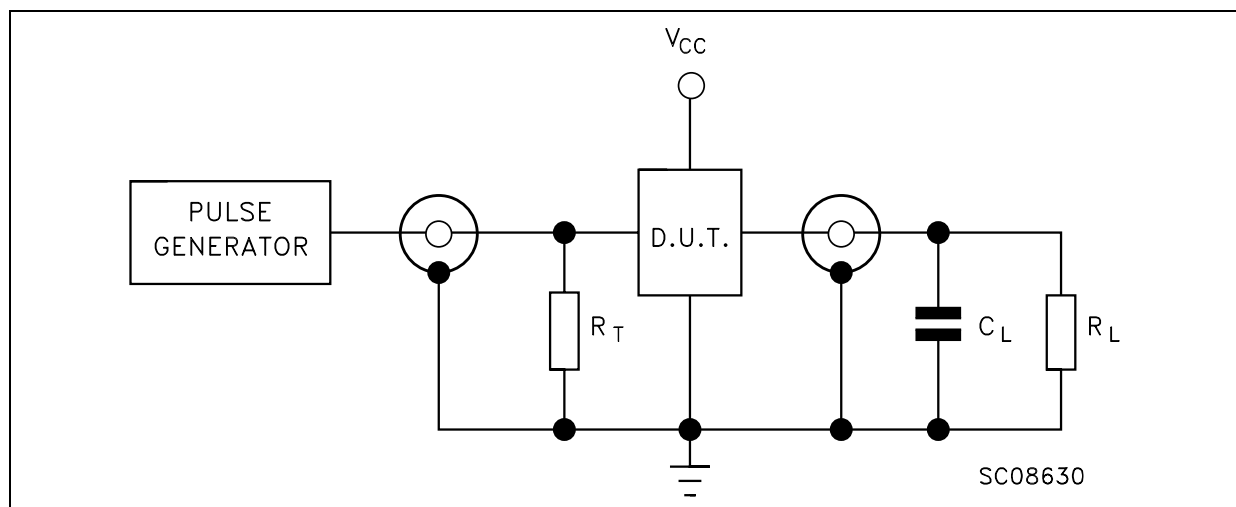 VCC
PULSE
GENERATOR
D.U.T.
RT
CL
RL
SC08630